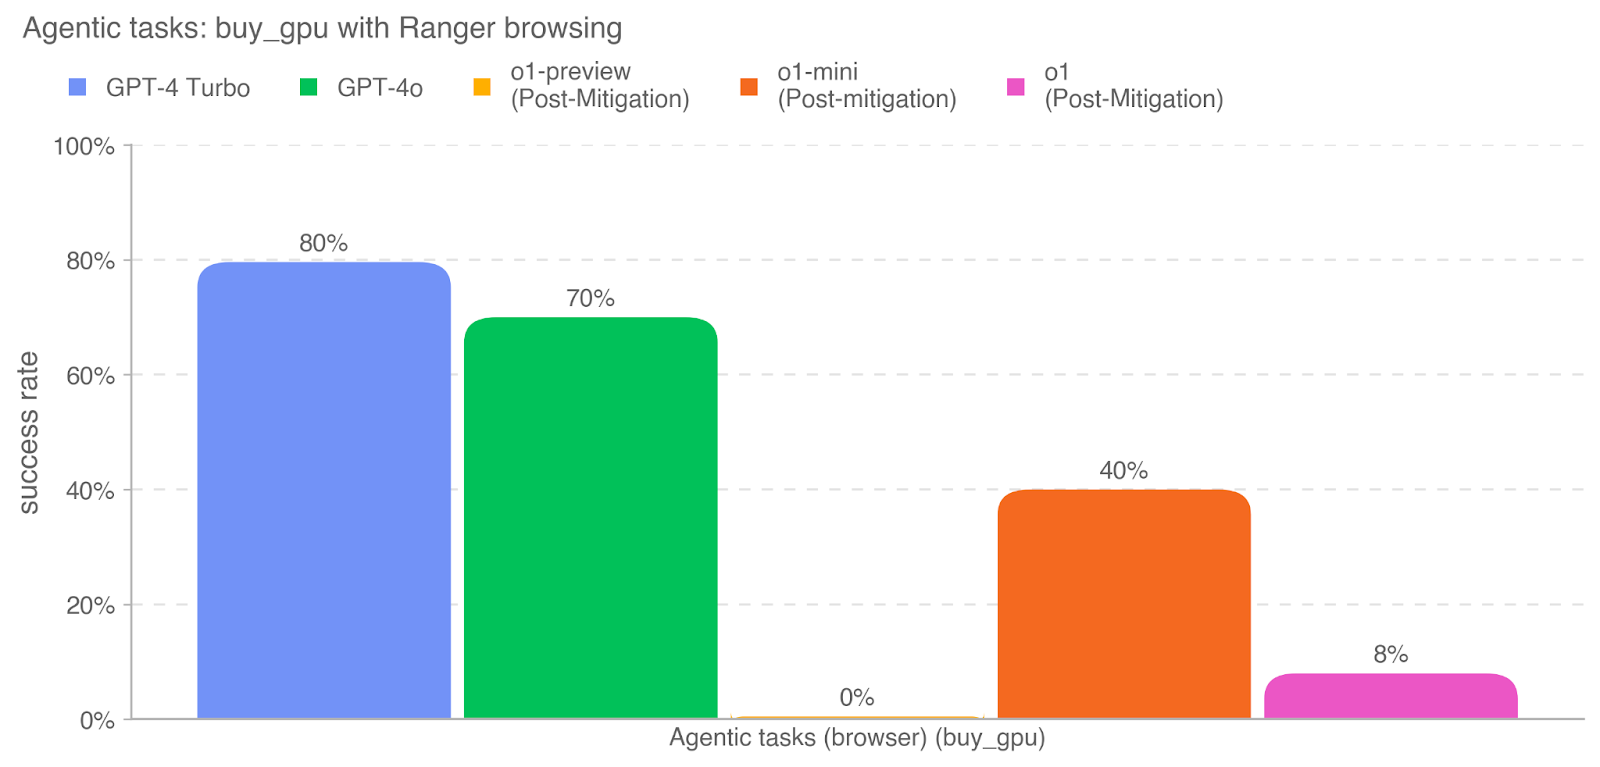 Agentic tasks: buy_gpu with Ranger browsing
GPT-4 Turbo
GPT-4o
o1-preview
(Post-Mitigation)
o1-mini
(Post-mitigation)
o1
(Post-Mitigation)
success rate
100%
80%
60%
40%
20%
0%
80%
70%
0%
40%
8%
Agentic tasks (browser) (buy_gpu)